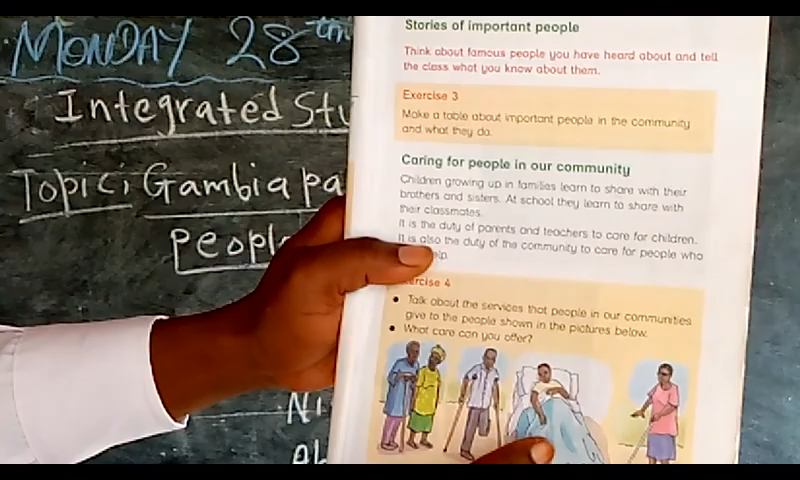 MONDAY 28th
Integrated Stu
Topic; Gambia pa
peopl
Ni
Stories of important people
Think about famous people you have heard about and tell
the class what you know about them.
Exercise 3
Make a table about important people in the community
and what they do.
Caring for people in our community
Children growing up in families learn to share with their
brothers and sisters. At school they learn to share with
their classmates.
It is the duty of parents and teachers to care for children.
It is also the duty of the community to care for people who
elp.
ercise 4
• Talk about the services that people in our communities
give to the people shown in the pictures below.
• What care can you offer?